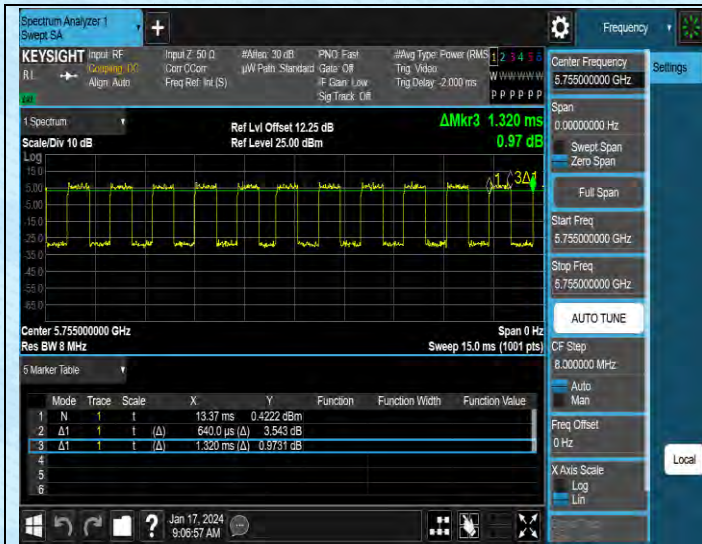 Spectrum Analyzer 1
Swept SA
+
Frequency
KEYSIGHT
Input: RF
Coupling: DC
Align: Auto
Input Z: 50 Ω
Corr CCorr
Freq Ref: Int (S)
#Atten: 30 dB
µW Path: Standard
PNO: Fast
Gate: Off
IF Gain: Low
Sig Track: Off
#Avg Type: Power (RMS
Trig: Video
Trig Delay: -2.000 ms
1 2 3 4 5 6
W W W W W W
P P P P P P
Center Frequency
5.755000000 GHz
Settings
Span
0.00000000 Hz
Swept Span
Zero Span
Full Span
Start Freq
5.755000000 GHz
Stop Freq
5.755000000 GHz
AUTO TUNE
CF Step
8.000000 MHz
Auto
Man
Freq Offset
0 Hz
X Axis Scale
Log
Lin
Local
1 Spectrum
Scale/Div 10 dB
Ref Lvl Offset 12.25 dB
Ref Level 25.00 dBm
ΔMkr3 1.320 ms
0.97 dB
Log
15.0
5.00
-5.00
-15.0
-25.0
-35.0
-45.0
-55.0
-65.0
1
3Δ1
Center 5.755000000 GHz
Res BW 8 MHz
Span 0 Hz
Sweep 15.0 ms (1001 pts)
5 Marker Table
Mode Trace Scale X Y Function Function Width Function Value
1 N 1 t 13.37 ms 0.4222 dBm
2 Δ1 1 t (Δ) 640.0 µs (Δ) 3.543 dB
3 Δ1 1 t (Δ) 1.320 ms (Δ) 0.9731 dB
4
5
6
?
Jan 17, 2024
9:06:57 AM